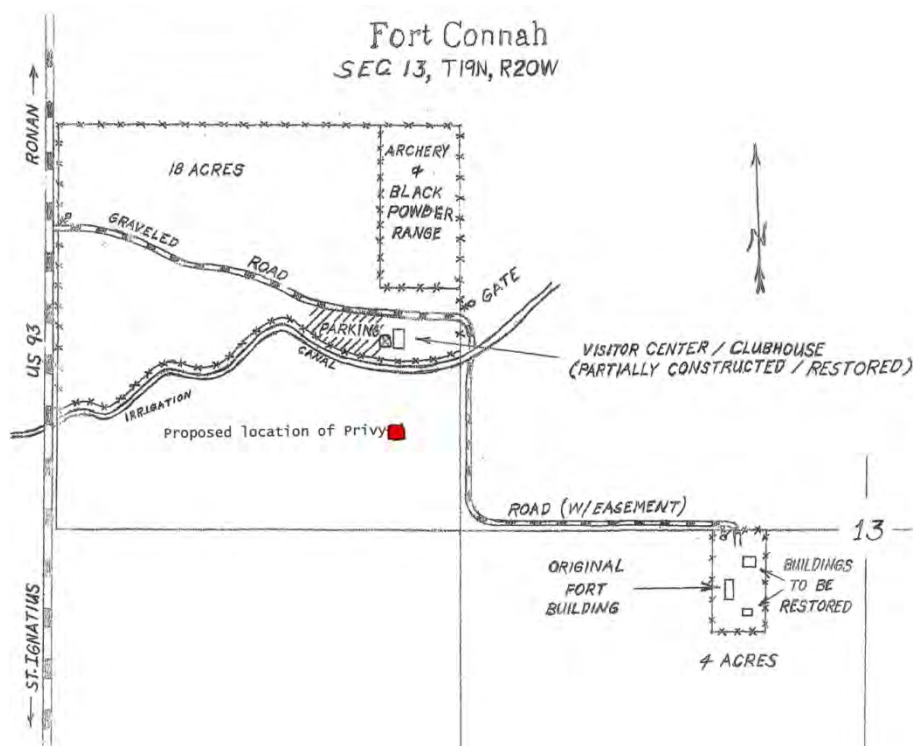 Fort Connah
SEC. 13, T19N, R20W
RONAN
18 ACRES
ARCHERY
&
BLACK
POWDER
RANGE
GRAVELED
ROAD
GATE
US 93
PARKING
CANAL
IRRIGATION
VISITOR CENTER / CLUBHOUSE
(PARTIALLY CONSTRUCTED / RESTORED)
Proposed location of Privy
ROAD (W/EASEMENT)
13
ORIGINAL
FORT
BUILDING
BUILDINGS
TO BE
RESTORED
4 ACRES
ST. IGNATIUS
N